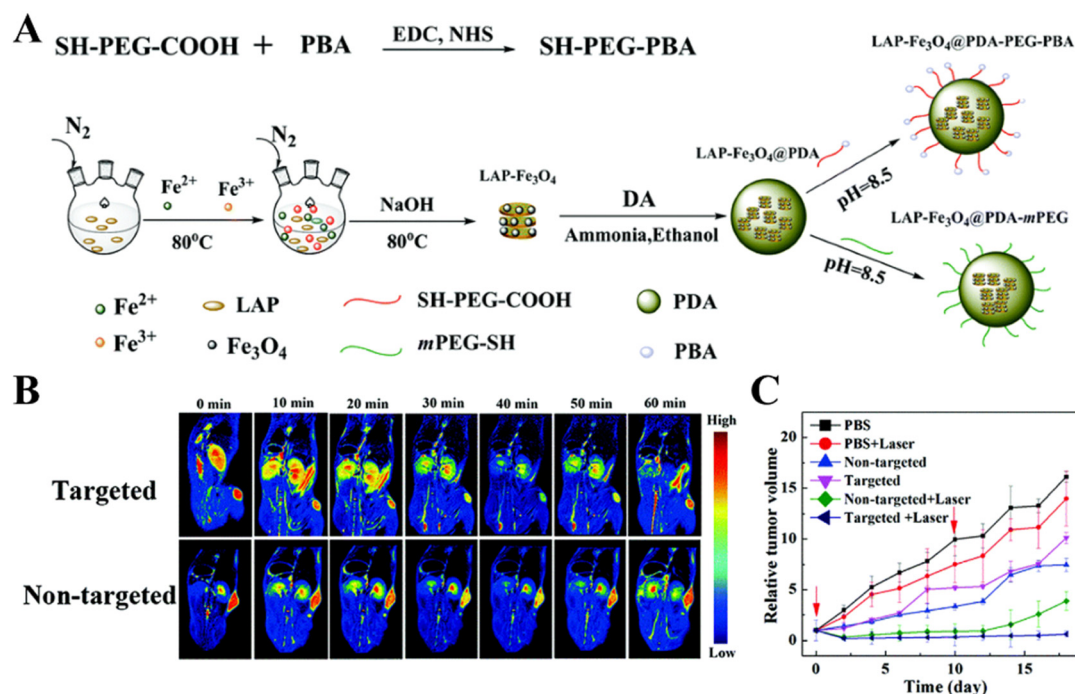 A
SH-PEG-COOH + PBA EDC, NHS SH-PEG-PBA
LAP-Fe₃O₄@PDA-PEG-PBA
N₂
N₂
Fe²⁺ Fe³⁺
80°C
NaOH
80°C
LAP-Fe₃O₄
DA
Ammonia,Ethanol
LAP-Fe₃O₄@PDA
pH=8.5
pH=8.5
LAP-Fe₃O₄@PDA-mPEG
Fe²⁺ LAP SH-PEG-COOH PDA
Fe³⁺ Fe₃O₄ mPEG-SH PBA
B
0 min 10 min 20 min 30 min 40 min 50 min 60 min
High
Targeted
Non-targeted
Low
C
PBS
PBS+Laser
Non-targeted
Targeted
Non-targeted+Laser
Targeted +Laser
Relative tumor volume
20
15
10
5
0
0 5 10 15
Time (day)